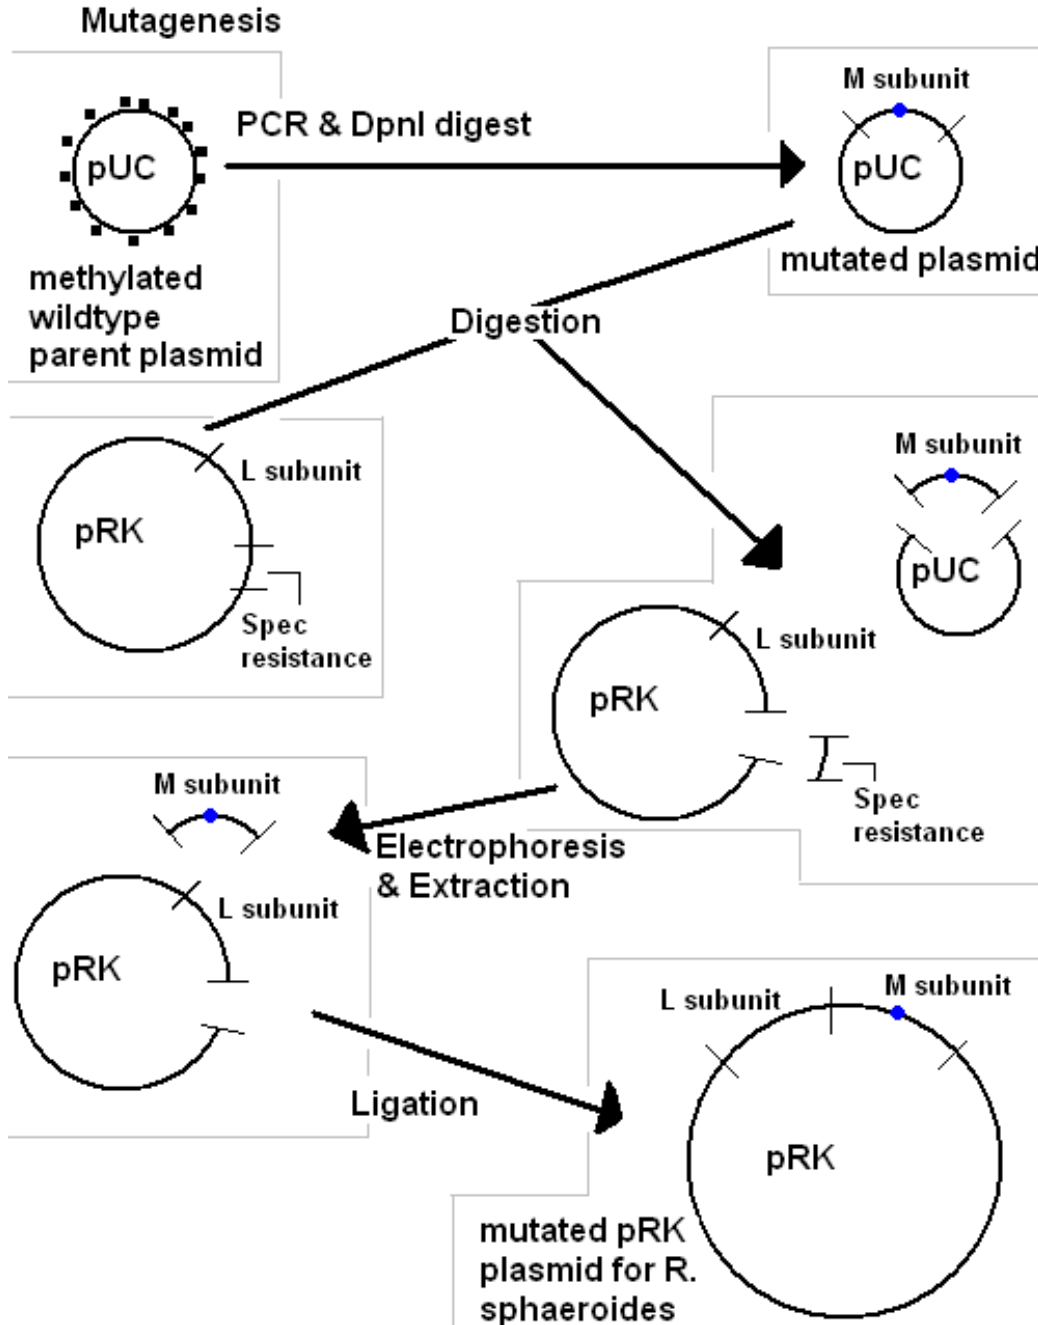 Mutagenesis
pUC
PCR & DpnI digest
M subunit
pUC
methylated
wildtype
parent plasmid
mutated plasmid
Digestion
pRK
L subunit
Spec
resistance
M subunit
pUC
pRK
L subunit
Spec
resistance
Electrophoresis
& Extraction
M subunit
L subunit
pRK
Ligation
L subunit
M subunit
pRK
mutated pRK
plasmid for R.
sphaeroides